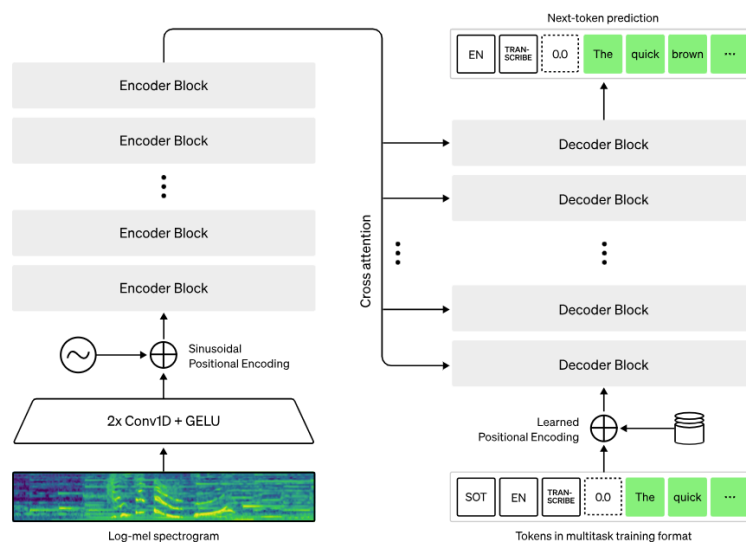 Next-token prediction
EN TRAN-SCRIBE 0.0 The quick brown ...
Encoder Block
Encoder Block
Encoder Block
Encoder Block
Sinusoidal
Positional Encoding
2x Conv1D + GELU
Log-mel spectrogram
Cross attention
Decoder Block
Decoder Block
Decoder Block
Decoder Block
Learned
Positional Encoding
SOT EN TRAN-SCRIBE 0.0 The quick ...
Tokens in multitask training format